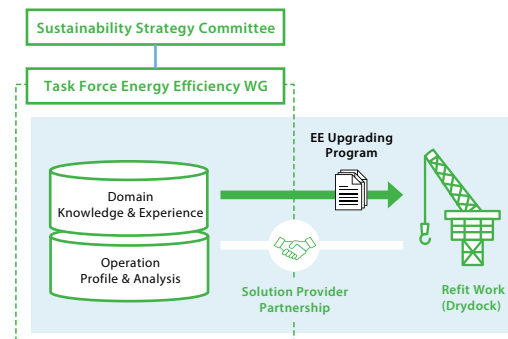 Sustainability Strategy Committee
Task Force Energy Efficiency WG
EE Upgrading
Program
Domain
Knowledge & Experience
Operation
Profile & Analysis
Solution Provider
Partnership
Refit Work
(Drydock)